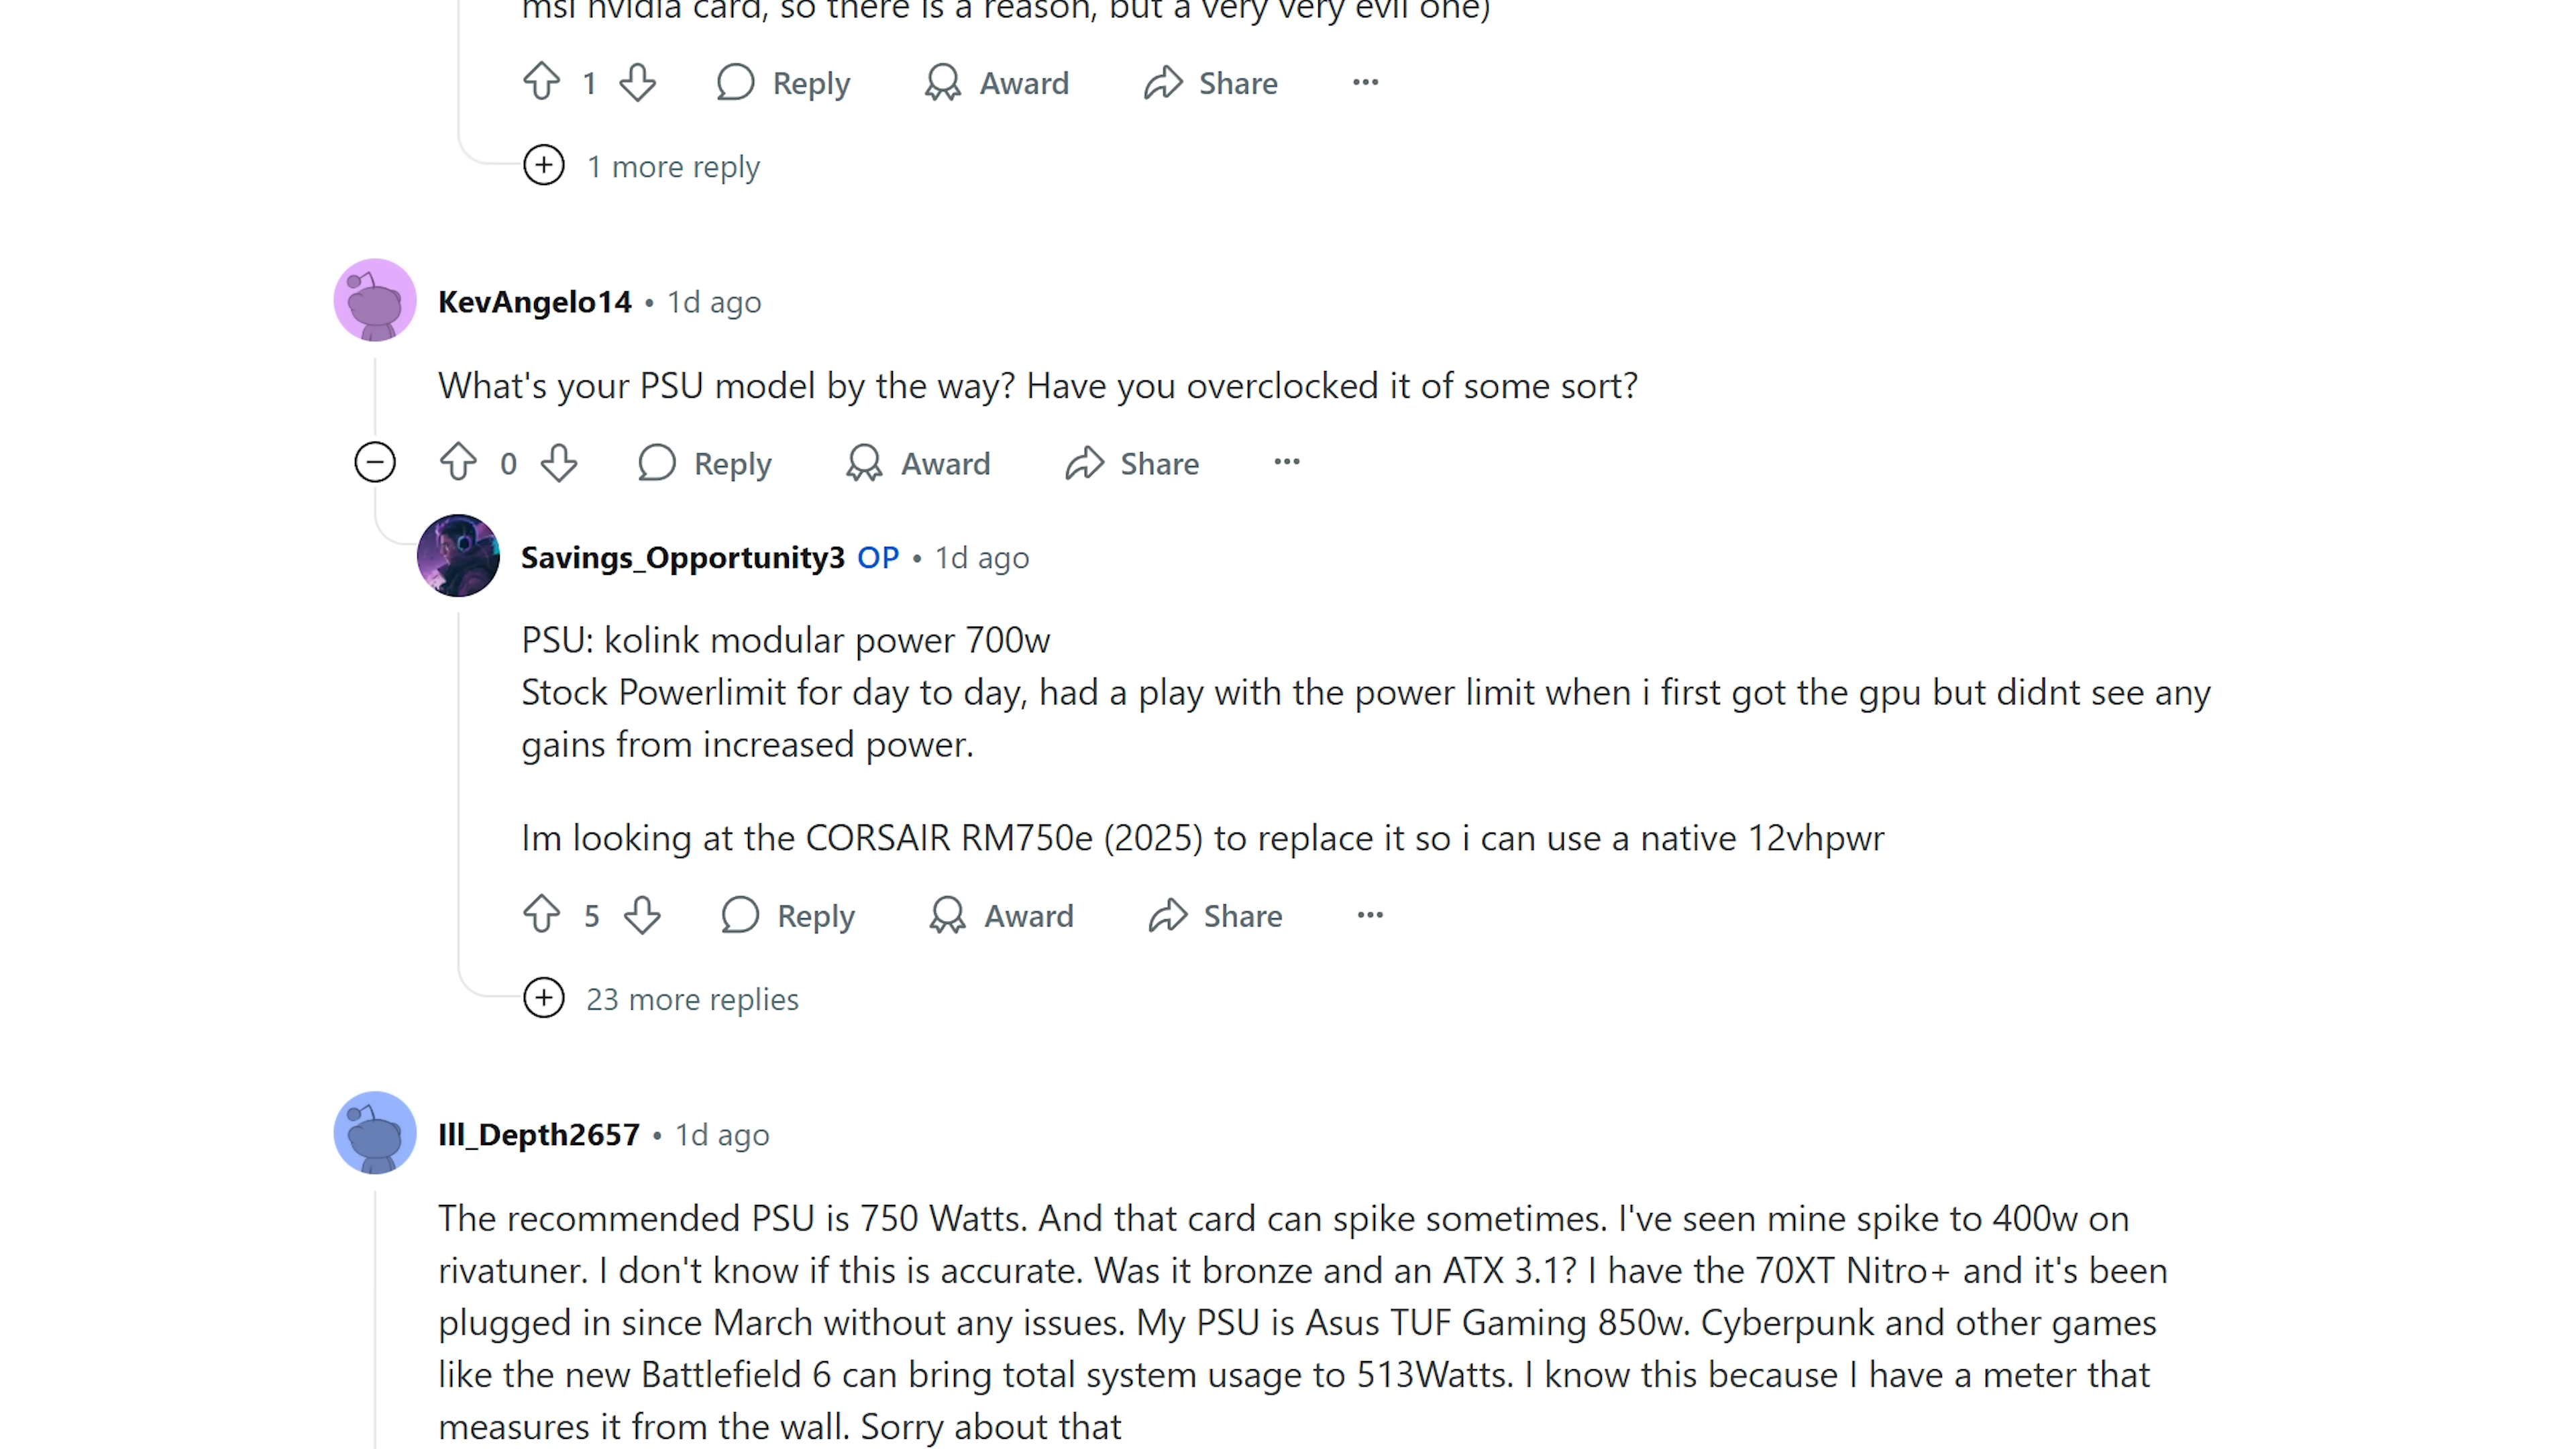 msi nvidia card, so there is a reason, but a very very evil one)
1 Reply Award Share
1 more reply
KevAngelo14 • 1d ago
What's your PSU model by the way? Have you overclocked it of some sort?
0 Reply Award Share
Savings_Opportunity3 OP • 1d ago
PSU: kolink modular power 700w
Stock Powerlimit for day to day, had a play with the power limit when i first got the gpu but didnt see any
gains from increased power.
Im looking at the CORSAIR RM750e (2025) to replace it so i can use a native 12vhpwr
5 Reply Award Share
23 more replies
Ill_Depth2657 • 1d ago
The recommended PSU is 750 Watts. And that card can spike sometimes. I've seen mine spike to 400w on
rivatuner. I don't know if this is accurate. Was it bronze and an ATX 3.1? I have the 70XT Nitro+ and it's been
plugged in since March without any issues. My PSU is Asus TUF Gaming 850w. Cyberpunk and other games
like the new Battlefield 6 can bring total system usage to 513Watts. I know this because I have a meter that
measures it from the wall. Sorry about that